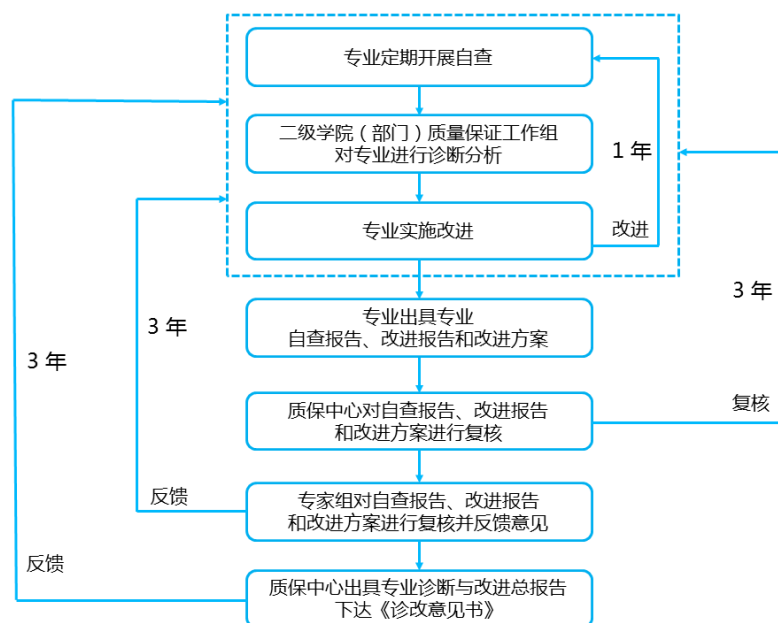 专业定期开展自查
二级学院（部门）质量保证工作组
对专业进行诊断分析
1 年
专业实施改进
改进
专业出具专业
自查报告、改进报告和改进方案
3 年
3 年
3 年
质保中心对自查报告、改进报告
和改进方案进行复核
复核
专家组对自查报告、改进报告
和改进方案进行复核并反馈意见
反馈
反馈
质保中心出具专业诊断与改进总报告
下达《诊改意见书》